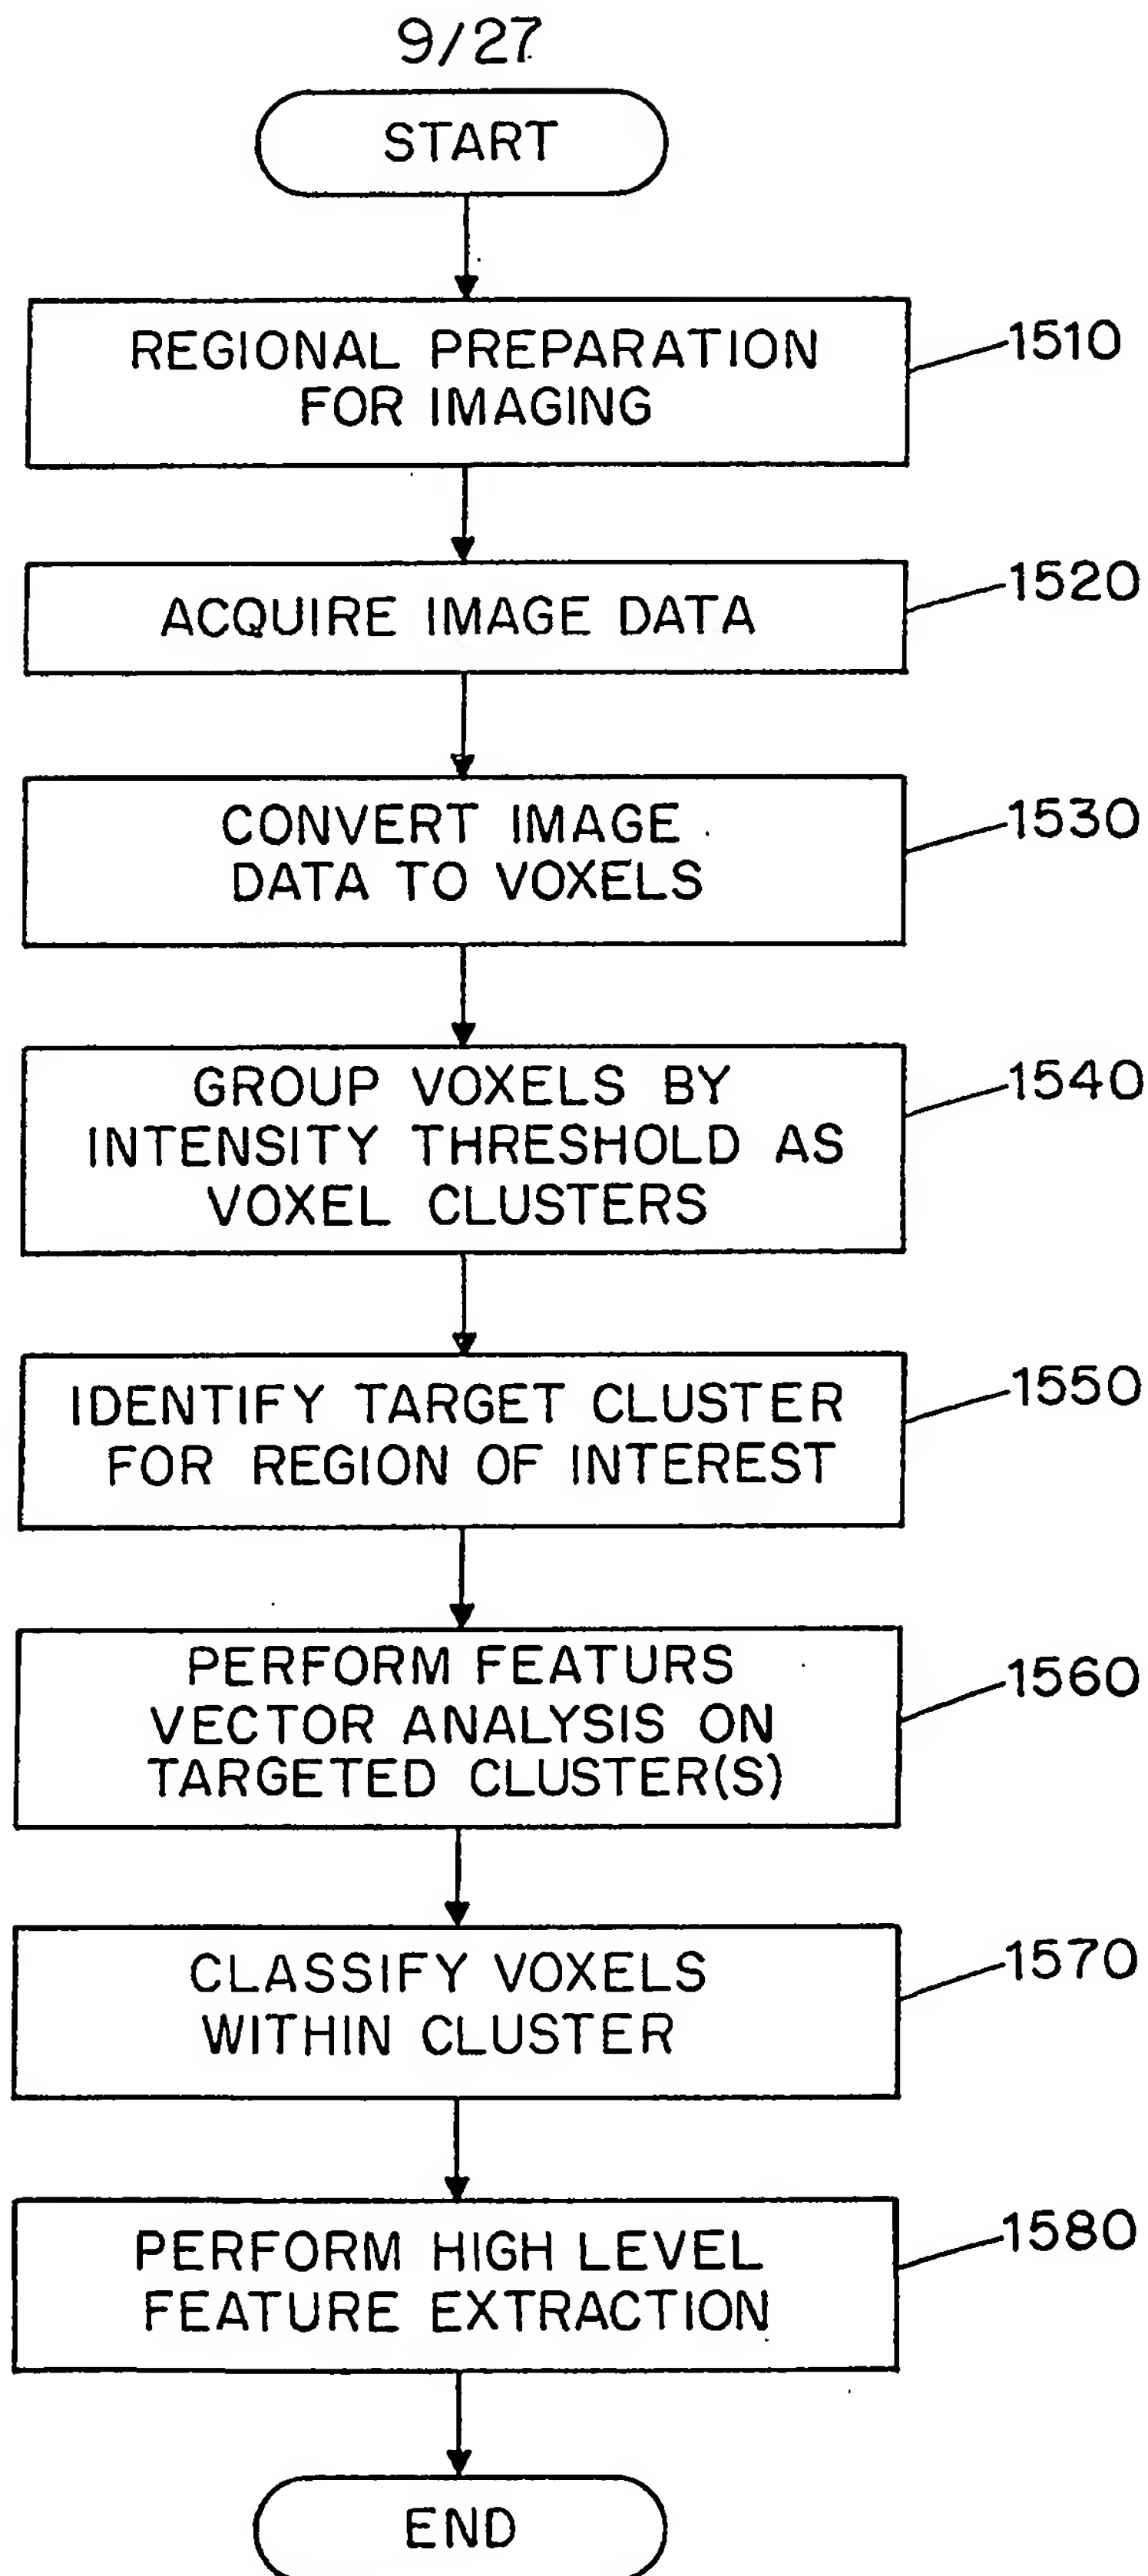 9/27
START
REGIONAL PREPARATION
FOR IMAGING
1510
ACQUIRE IMAGE DATA
1520
CONVERT IMAGE
DATA TO VOXELS
1530
GROUP VOXELS BY
INTENSITY THRESHOLD AS
VOXEL CLUSTERS
1540
IDENTIFY TARGET CLUSTER
FOR REGION OF INTEREST
1550
PERFORM FEATURS
VECTOR ANALYSIS ON
TARGETED CLUSTER(S)
1560
CLASSIFY VOXELS
WITHIN CLUSTER
1570
PERFORM HIGH LEVEL
FEATURE EXTRACTION
1580
END